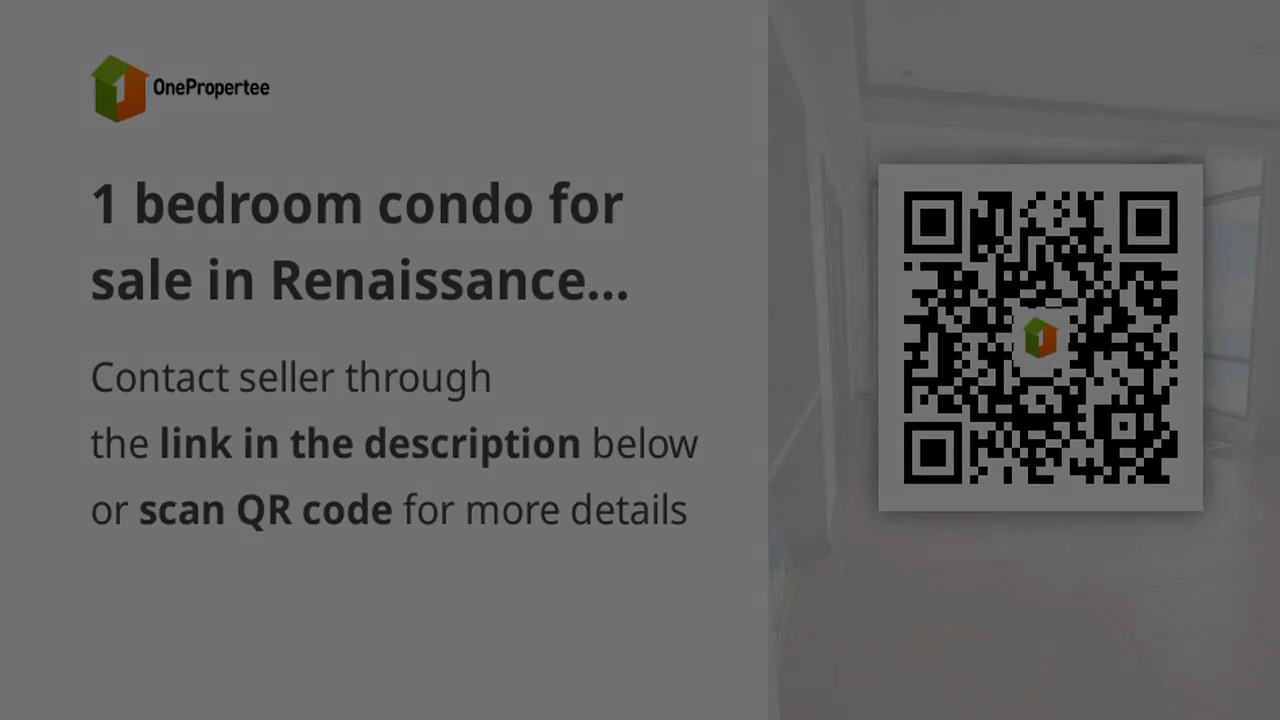 OnePropertee
1 bedroom condo for
sale in Renaissance...
Contact seller through
the link in the description below
or scan QR code for more details